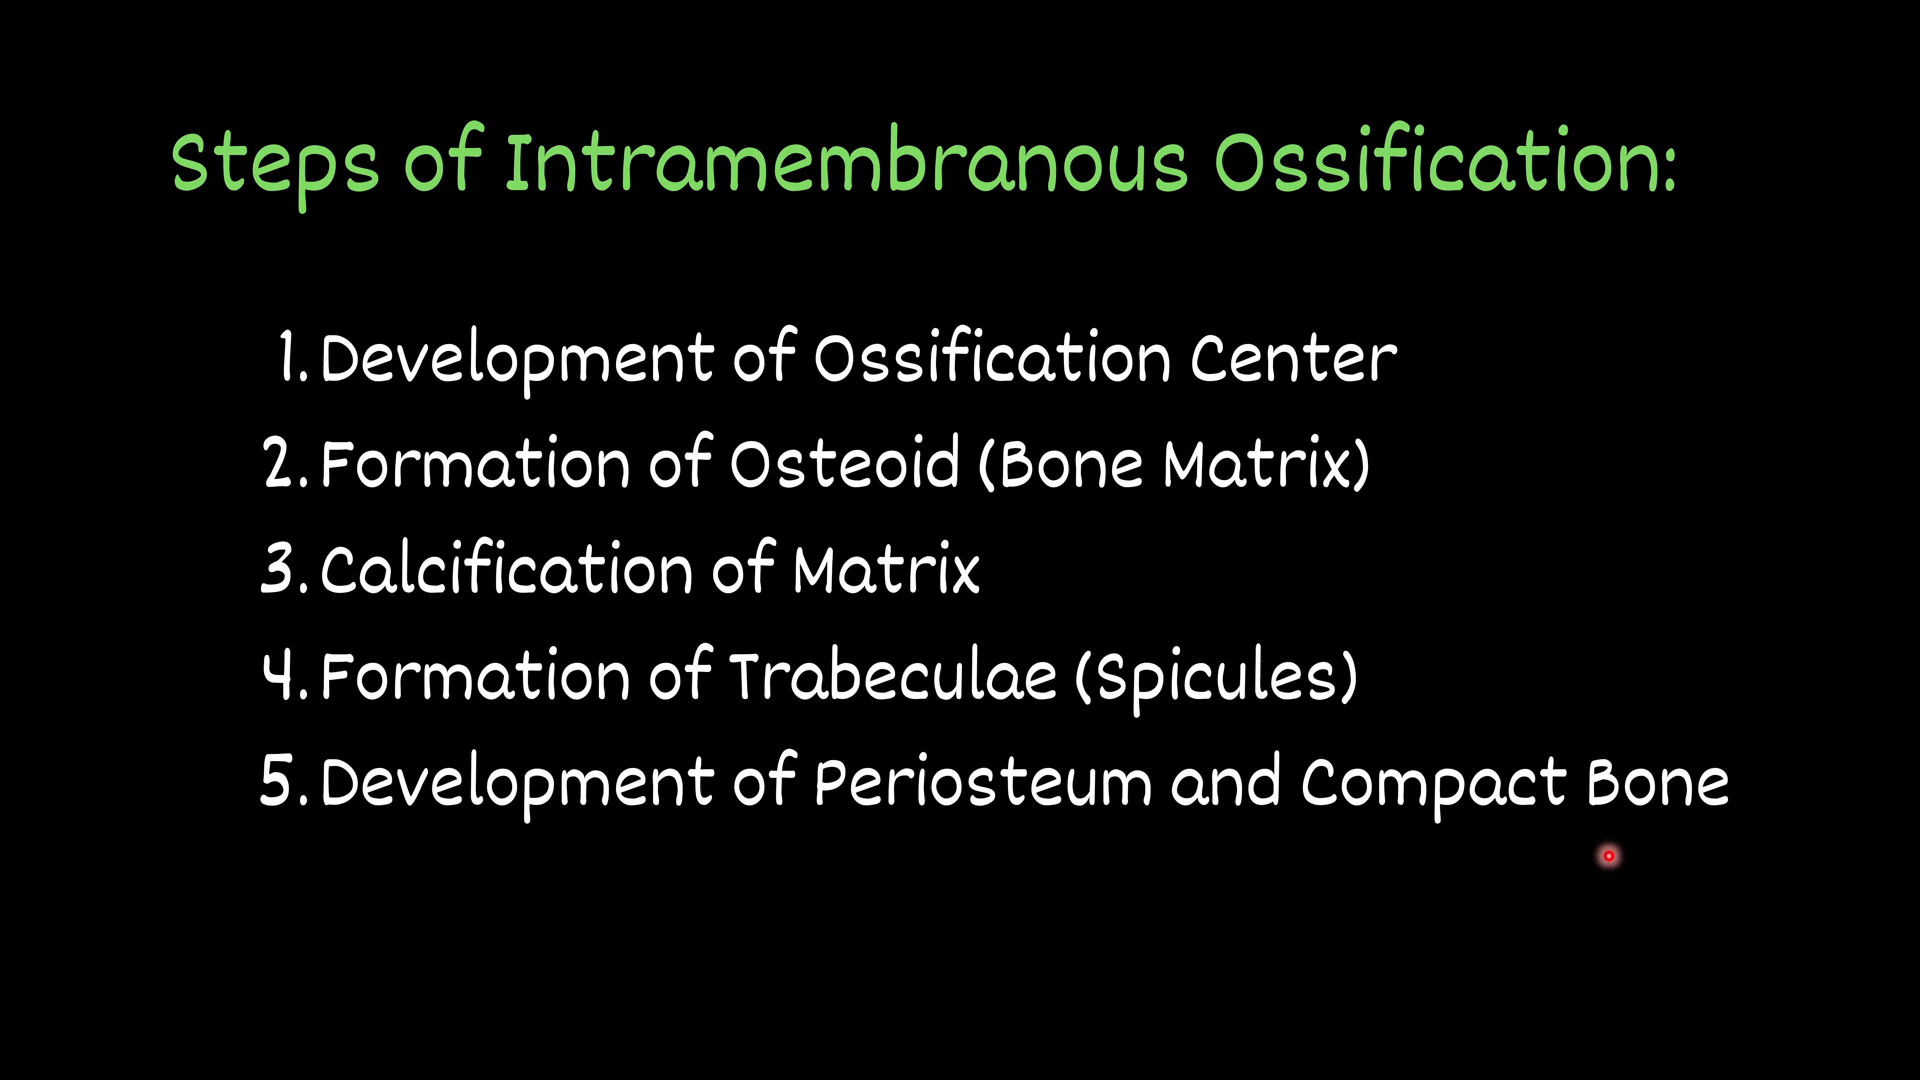 Steps of Intramembranous Ossification:
1. Development of Ossification Center
2. Formation of Osteoid (Bone Matrix)
3. Calcification of Matrix
4. Formation of Trabeculae (Spicules)
5. Development of Periosteum and Compact Bone